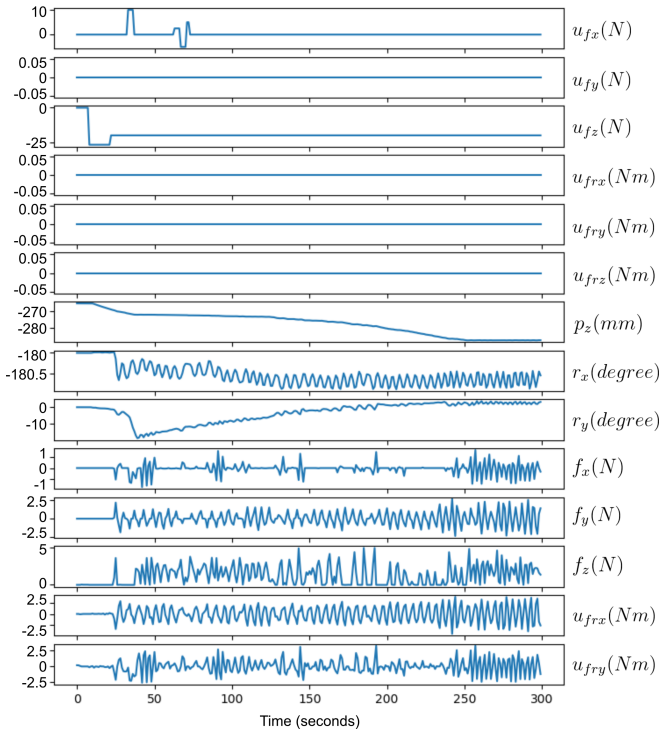 10
0
u_{fx}(N)
0.05
0
-0.05
u_{fy}(N)
0
-25
u_{fz}(N)
0.05
0
-0.05
u_{frx}(Nm)
0.05
0
-0.05
u_{fry}(Nm)
0.05
0
-0.05
u_{frz}(Nm)
-270
-280
p_z(mm)
-180
-180.5
r_x(degree)
0
-10
r_y(degree)
1
0
-1
f_x(N)
2.5
0
-2.5
f_y(N)
5
0
f_z(N)
2.5
0
-2.5
u_{frx}(Nm)
2.5
0
-2.5
u_{fry}(Nm)
0 50 100 150 200 250 300
Time (seconds)